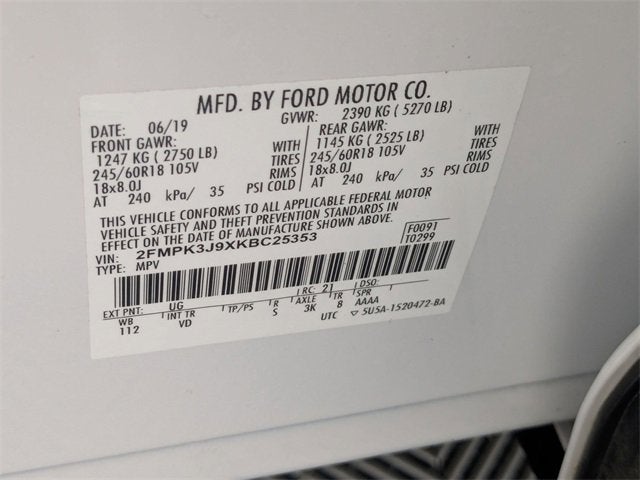 MFD. BY FORD MOTOR CO.
DATE: 06/19 GVWR: 2390 KG ( 5270 LB)
FRONT GAWR: REAR GAWR:
1247 KG ( 2750 LB) WITH 1145 KG ( 2525 LB) WITH
245/60R18 105V TIRES 245/60R18 105V TIRES
18x8.0J RIMS 18x8.0J RIMS
AT 240 kPa/ 35 PSI COLD AT 240 kPa/ 35 PSI COLD
THIS VEHICLE CONFORMS TO ALL APPLICABLE FEDERAL MOTOR
VEHICLE SAFETY AND THEFT PREVENTION STANDARDS IN
EFFECT ON THE DATE OF MANUFACTURE SHOWN ABOVE.
VIN: 2FMPK3J9XKBC25353 F0091
TYPE: MPV T0299
EXT PNT: UG RC: 21 DSO:
WB INT TR TP/PS R AXLE TR SPR
112 VD S 3K B AAAA
UTC ▽ 5U5A-1520472-BA